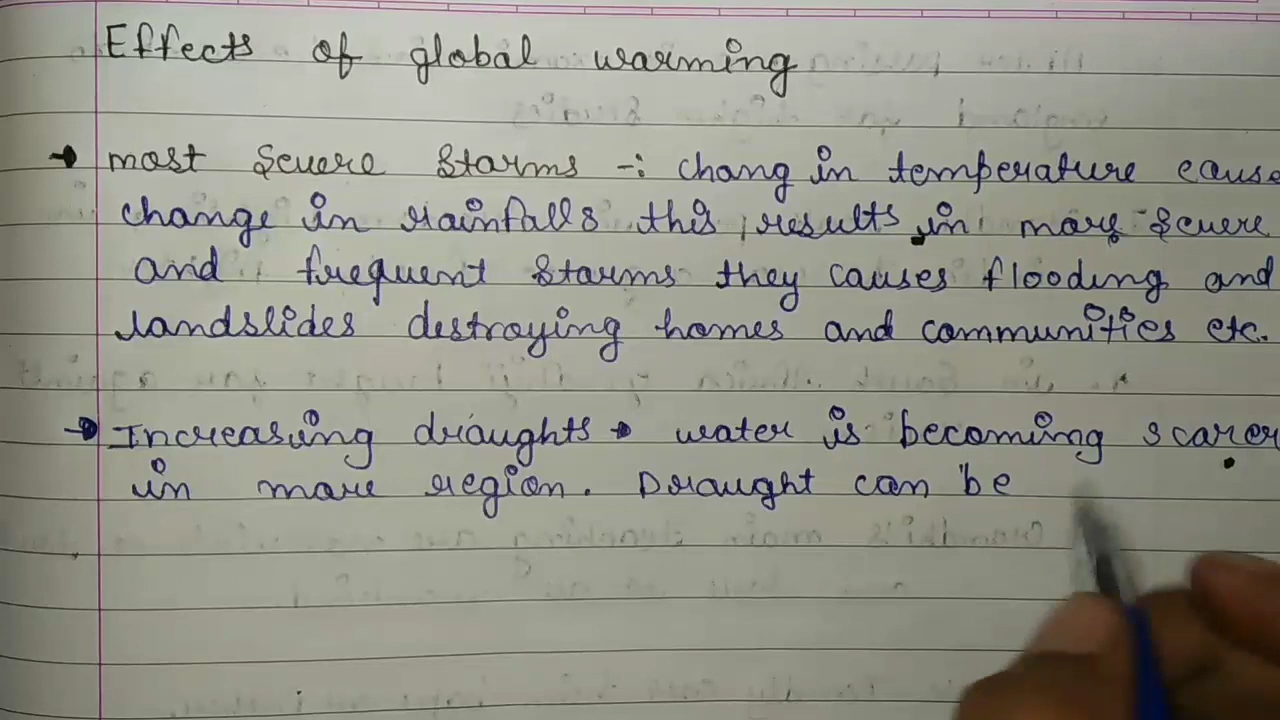 Effects of global warming
→ most severe storms -: chang in temperature cause
change in rainfalls this results in more severe
and frequent storms they causes flooding and
landslides destroying homes and communities etc.
→ Increasing draughts → water is becoming scarer
in more region. Draught can be